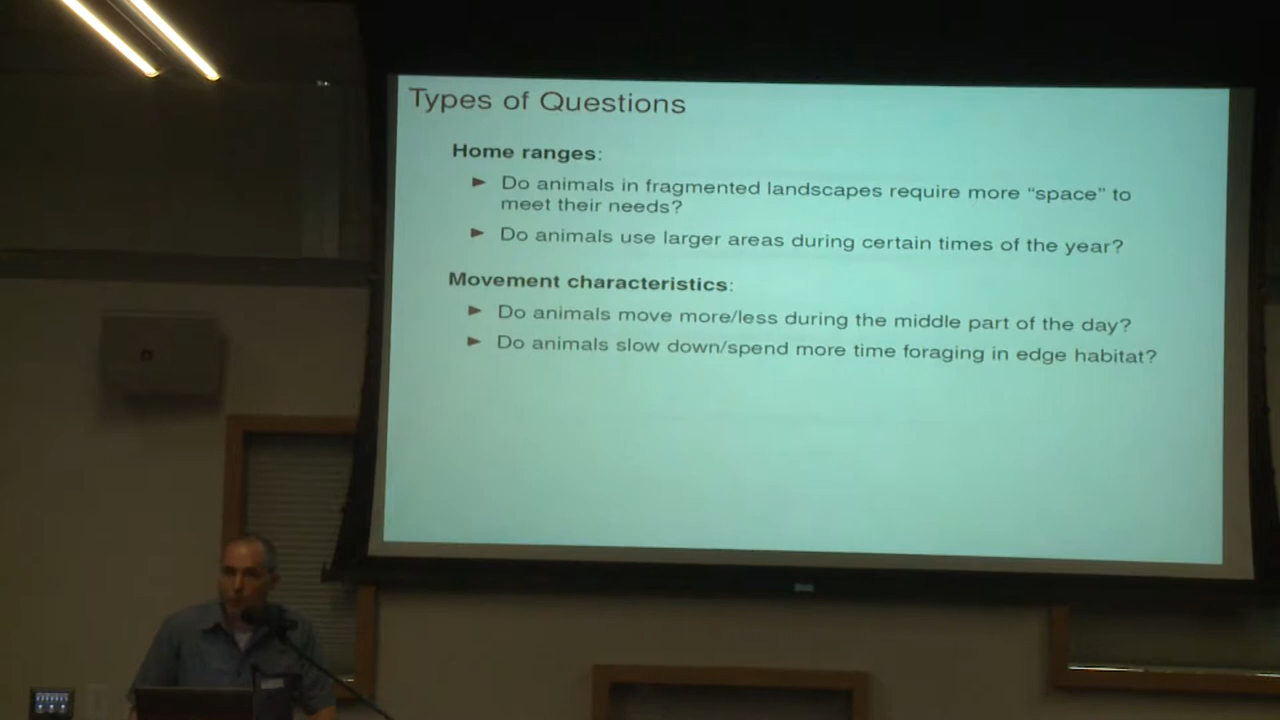 Types of Questions
Home ranges:
► Do animals in fragmented landscapes require more “space” to
meet their needs?
► Do animals use larger areas during certain times of the year?
Movement characteristics:
► Do animals move more/less during the middle part of the day?
► Do animals slow down/spend more time foraging in edge habitat?